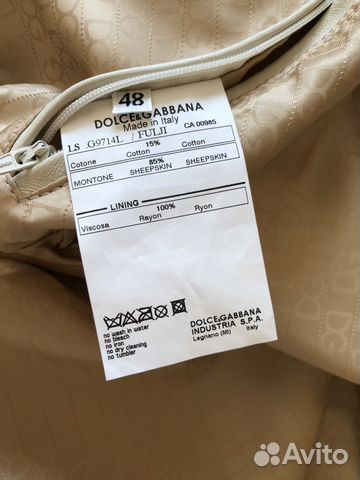 48
DOLCE&GABBANA
Made in Italy
LS .G9714L / FULJI CA 00985
15%
Cotone Cotton Cotton
85%
MONTONE SHEEPSKIN SHEEPSKIN
LINING
100%
Viscosa Rayon Ryon
no wash in water
no bleach
no iron
no dry cleaning
no tumbler
DOLCE&GABBANA
INDUSTRIA S.P.A.
Legnano (MI) Italy
Avito